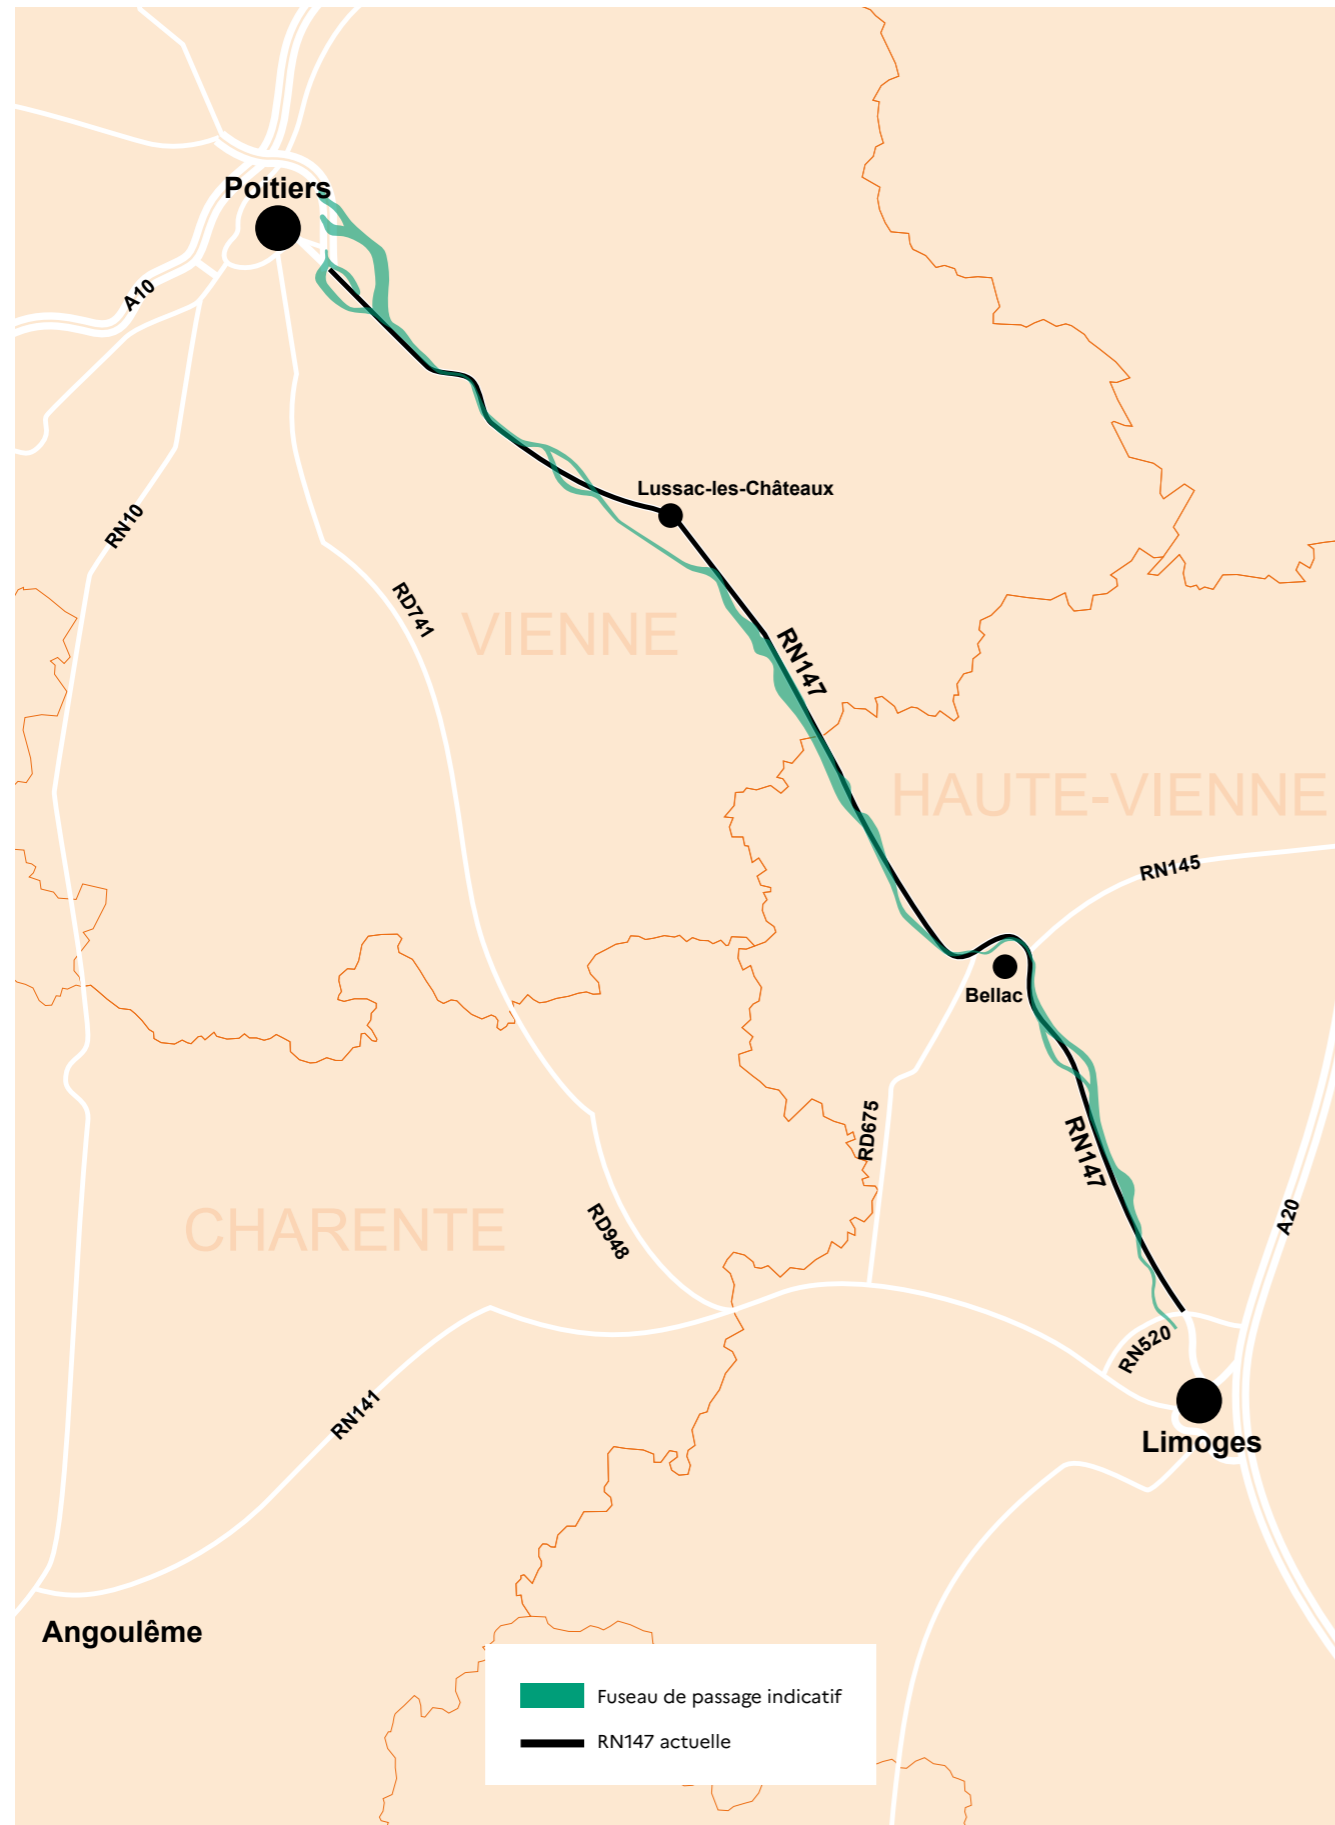 Poitiers
A10
Lussac-les-Châteaux
RN10
RD741
VIENNE
RN147
HAUTE-VIENNE
RN145
Bellac
RD675
RN147
CHARENTE
RD948
A20
RN520
RN141
Limoges
Angoulême
Fuseau de passage indicatif
RN147 actuelle